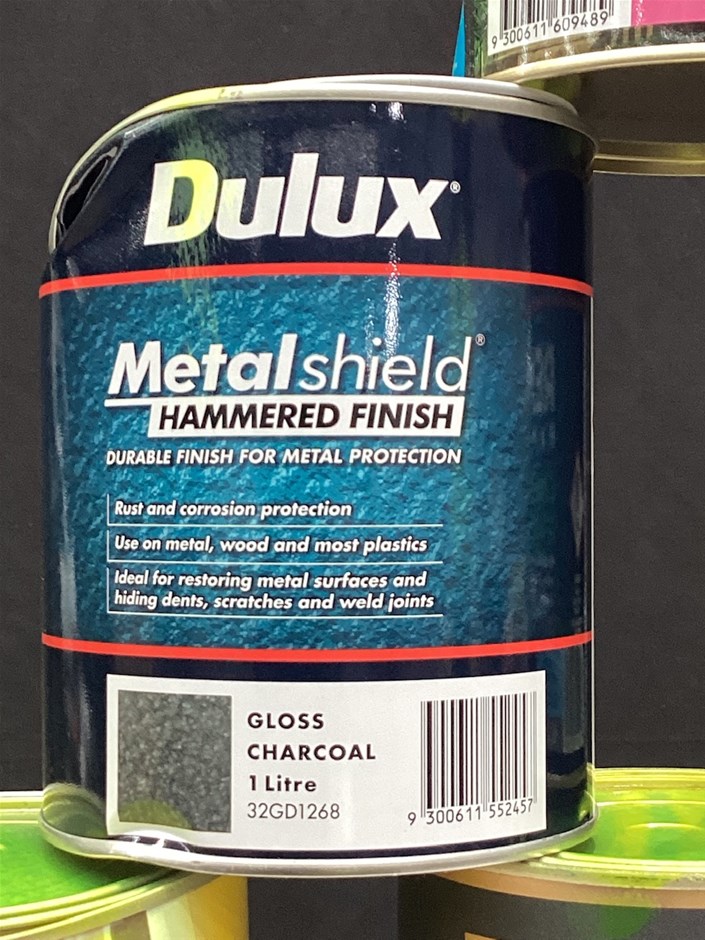 9 300611 609489
Dulux®
Metalshield®
HAMMERED FINISH
DURABLE FINISH FOR METAL PROTECTION
Rust and corrosion protection
Use on metal, wood and most plastics
Ideal for restoring metal surfaces and
hiding dents, scratches and weld joints
GLOSS
CHARCOAL
1 Litre
32GD1268
9 300611 552457